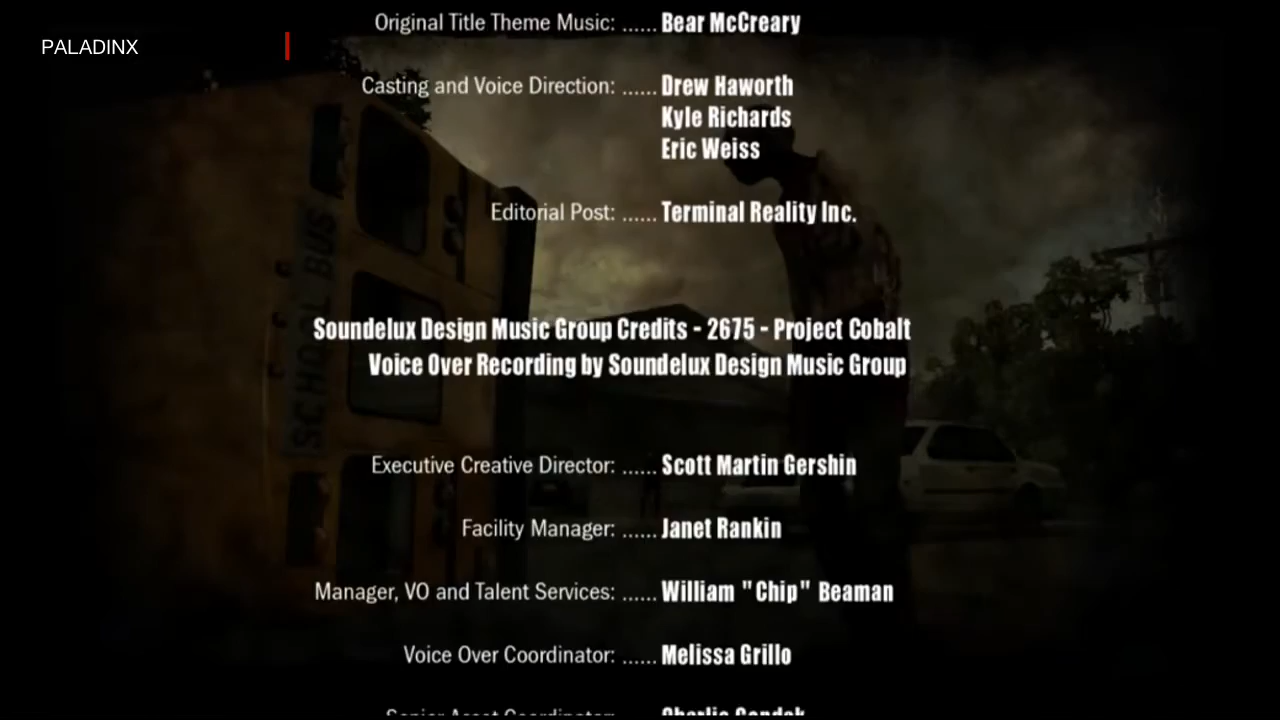 Original Title Theme Music: ...... Bear McCreary
PALADINX
Casting and Voice Direction: ...... Drew Haworth
Kyle Richards
Eric Weiss
Editorial Post: ...... Terminal Reality Inc.
SCHOOL BUS
Soundelux Design Music Group Credits - 2675 - Project Cobalt
Voice Over Recording by Soundelux Design Music Group
Executive Creative Director: ...... Scott Martin Gershin
Facility Manager: ...... Janet Rankin
Manager, VO and Talent Services: ...... William "Chip" Beaman
Voice Over Coordinator: ...... Melissa Grillo